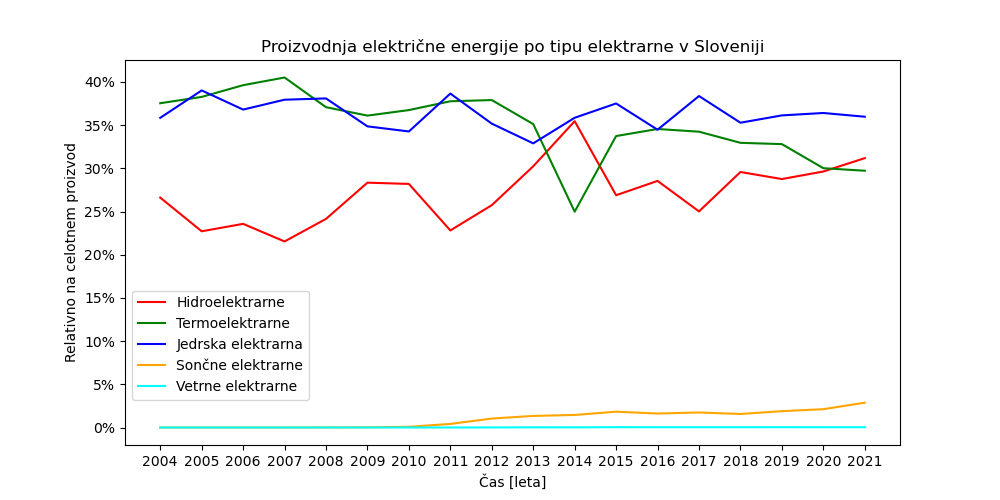 Proizvodnja električne energije po tipu elektrarne v Sloveniji
Relativno na celotnem proizvod
40%
35%
30%
25%
20%
15%
10%
5%
0%
Hidroelektrarne
Termoelektrarne
Jedrska elektrarna
Sončne elektrarne
Vetrne elektrarne
2004 2005 2006 2007 2008 2009 2010 2011 2012 2013 2014 2015 2016 2017 2018 2019 2020 2021
Čas [leta]